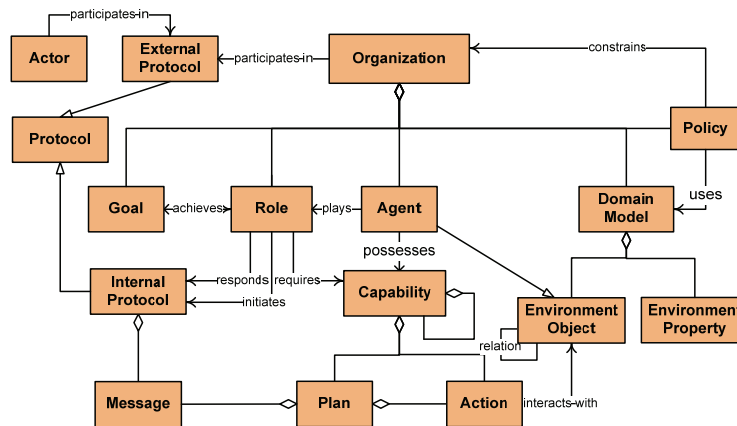 participates in
Actor
External
Protocol
participates in
Organization
constrains
Protocol
Policy
uses
Goal
achieves
Role
plays
Agent
Domain
Model
possesses
Internal
Protocol
responds
requires
initiates
Capability
Environment
Object
Environment
Property
relation
Message
Plan
Action
interacts with